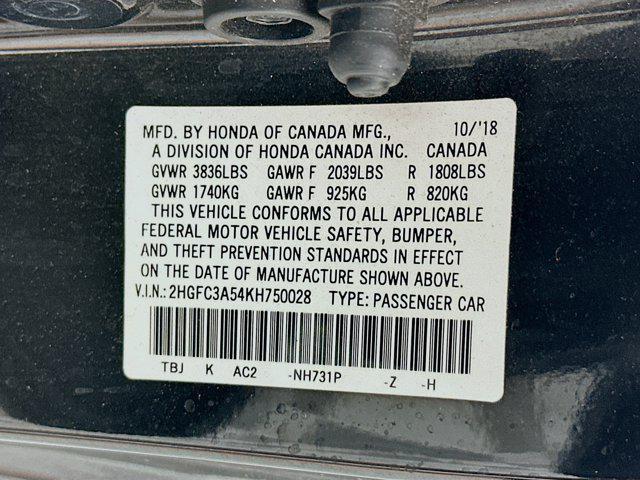 MFD. BY HONDA OF CANADA MFG., 10/'18
A DIVISION OF HONDA CANADA INC. CANADA
GVWR 3836LBS GAWR F 2039LBS R 1808LBS
GVWR 1740KG GAWR F 925KG R 820KG
THIS VEHICLE CONFORMS TO ALL APPLICABLE
FEDERAL MOTOR VEHICLE SAFETY, BUMPER,
AND THEFT PREVENTION STANDARDS IN EFFECT
ON THE DATE OF MANUFACTURE SHOWN ABOVE.
V.I.N.: 2HGFC3A54KH750028 TYPE: PASSENGER CAR
TBJ K AC2 -NH731P -Z -H